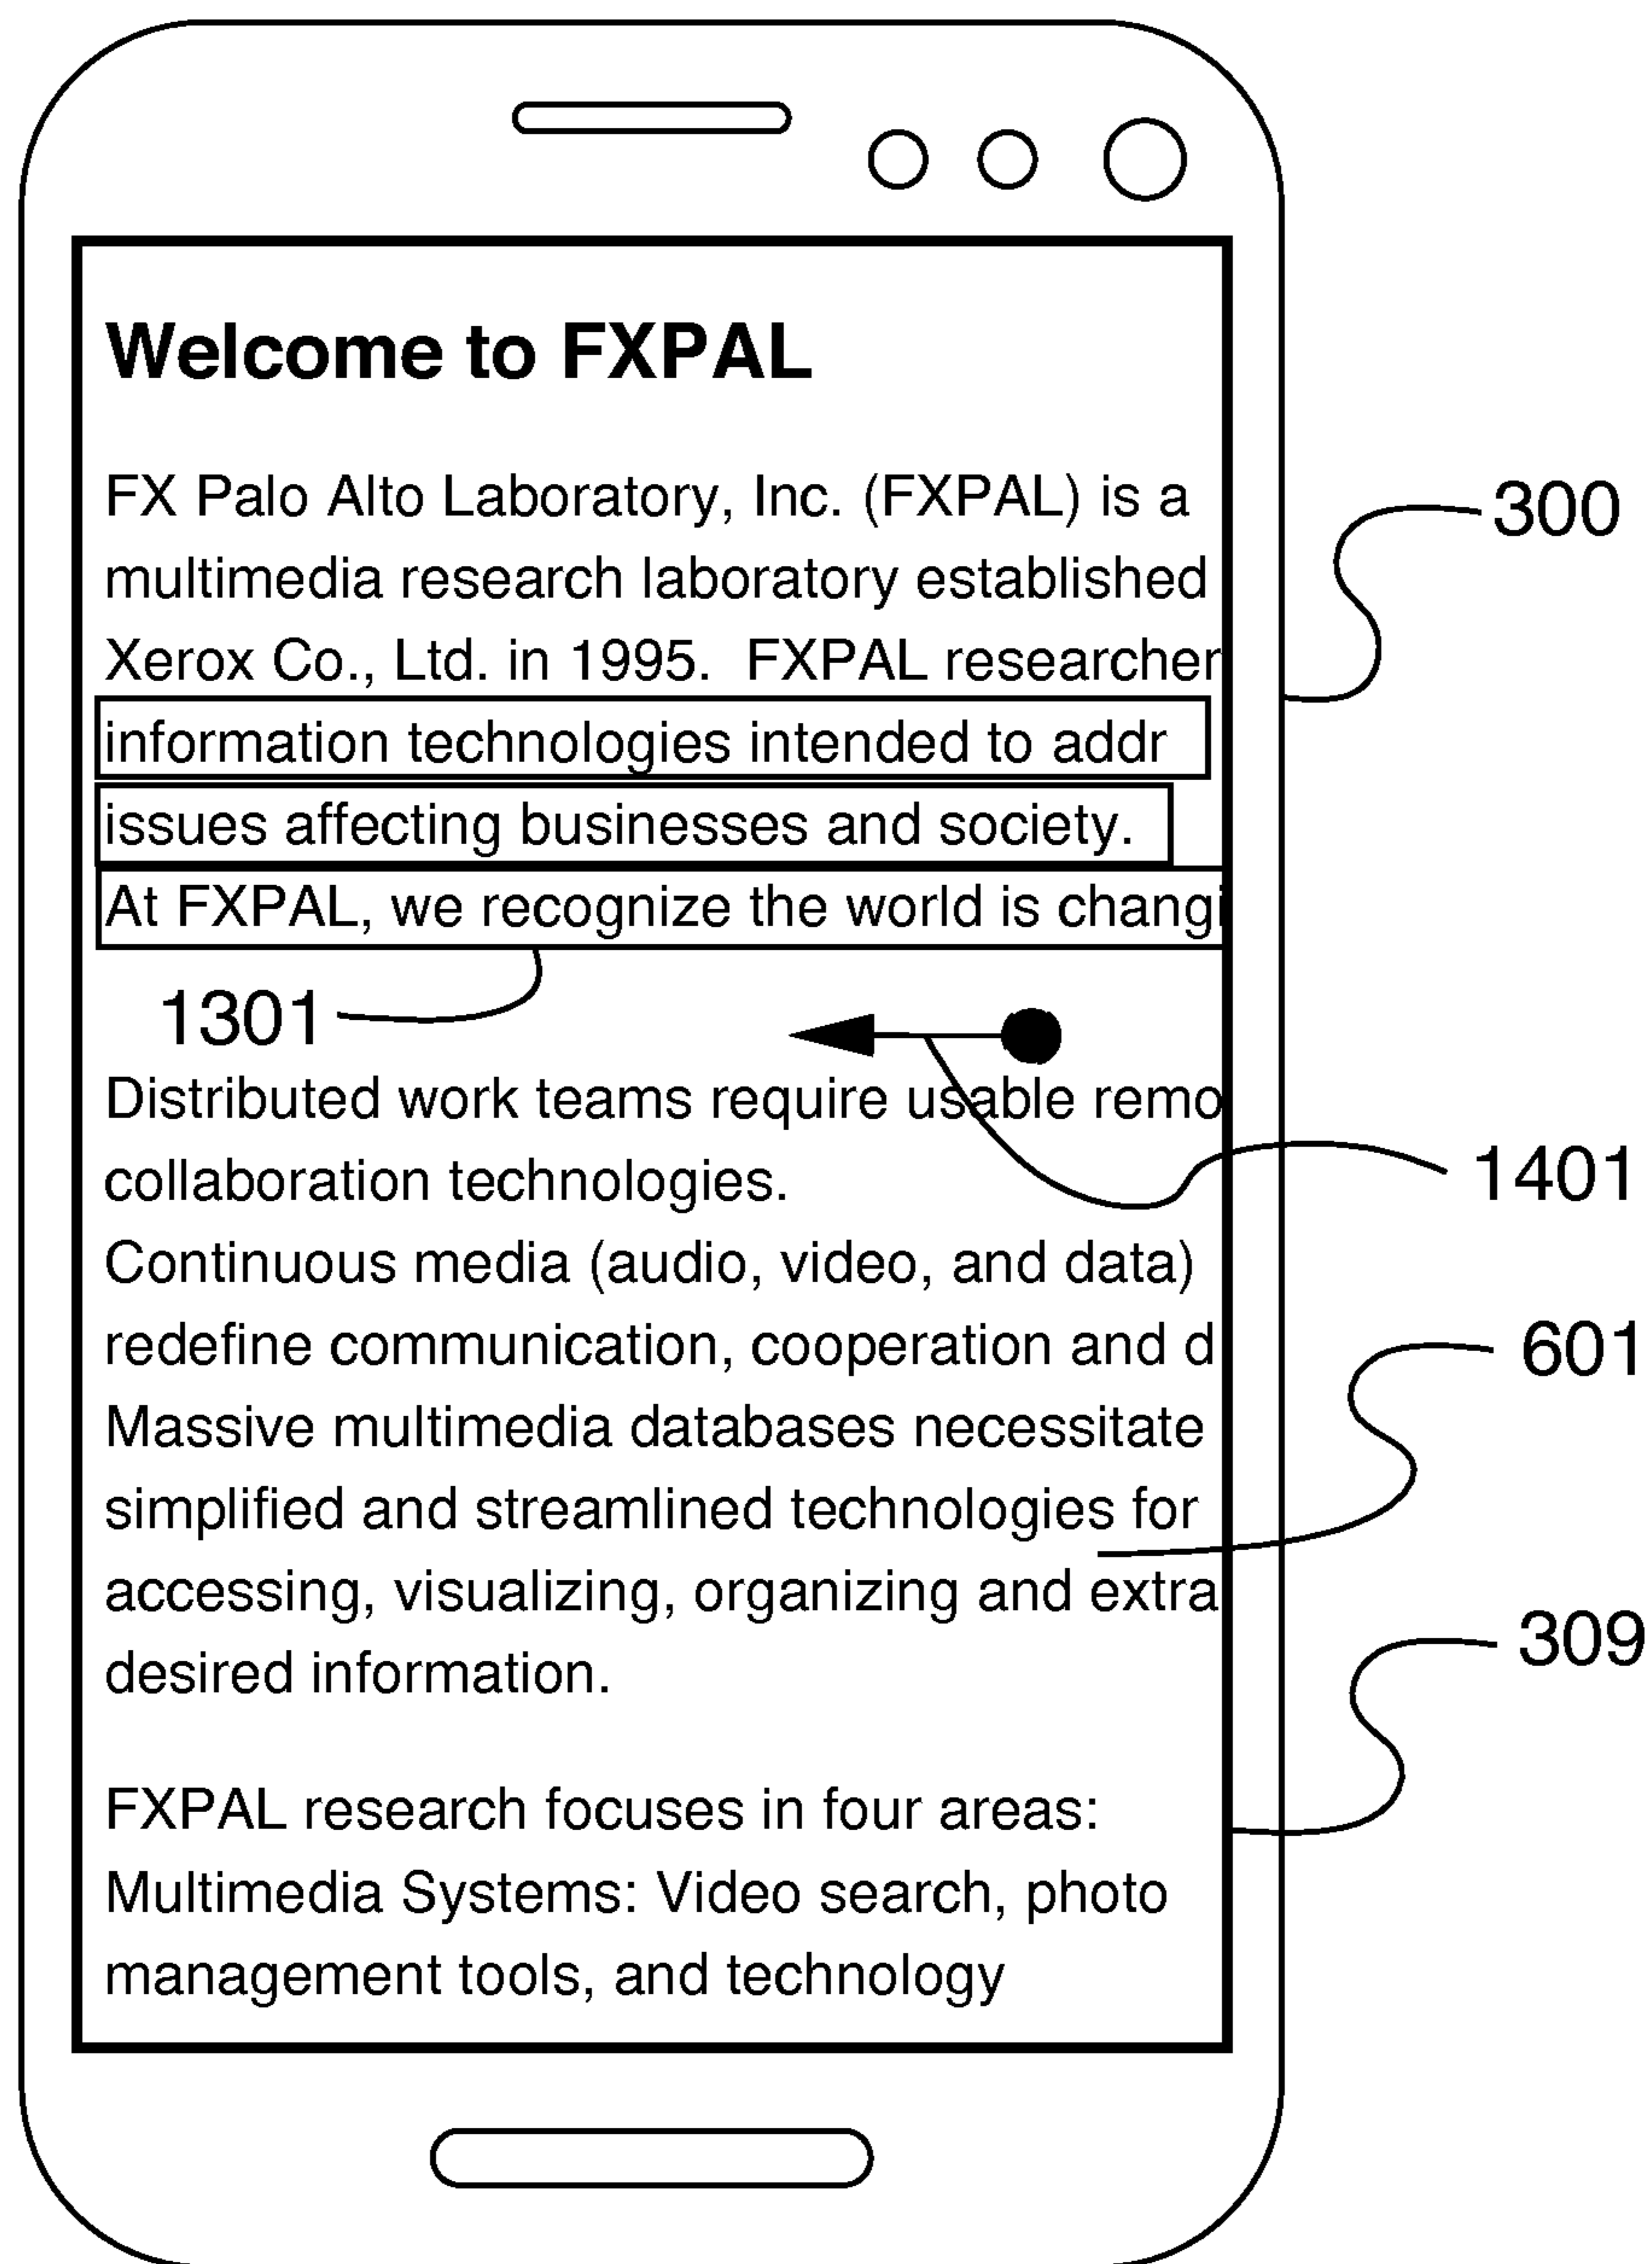 Welcome to FXPAL
FX Palo Alto Laboratory, Inc. (FXPAL) is a
multimedia research laboratory established
Xerox Co., Ltd. in 1995.  FXPAL researcher
information technologies intended to addr
issues affecting businesses and society.
At FXPAL, we recognize the world is changi
Distributed work teams require usable remo
collaboration technologies.
Continuous media (audio, video, and data)
redefine communication, cooperation and d
Massive multimedia databases necessitate
simplified and streamlined technologies for
accessing, visualizing, organizing and extra
desired information.
FXPAL research focuses in four areas:
Multimedia Systems: Video search, photo
management tools, and technology
300
1301
1401
601
309